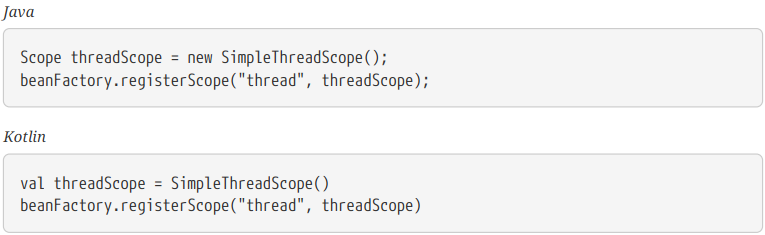 Java
Scope threadScope = new SimpleThreadScope();
beanFactory.registerScope("thread", threadScope);
Kotlin
val threadScope = SimpleThreadScope()
beanFactory.registerScope("thread", threadScope)